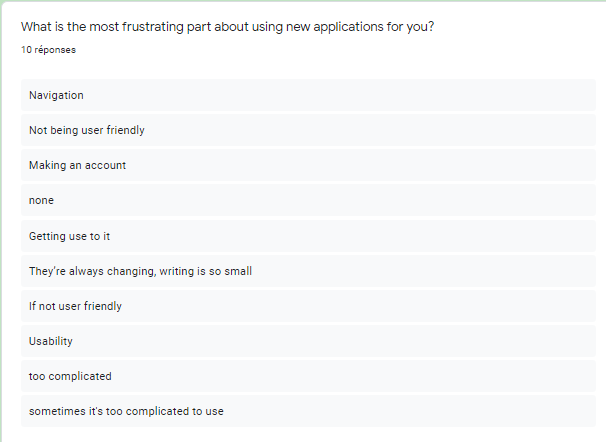 What is the most frustrating part about using new applications for you?
10 réponses
Navigation
Not being user friendly
Making an account
none
Getting use to it
They're always changing, writing is so small
If not user friendly
Usability
too complicated
sometimes it's too complicated to use